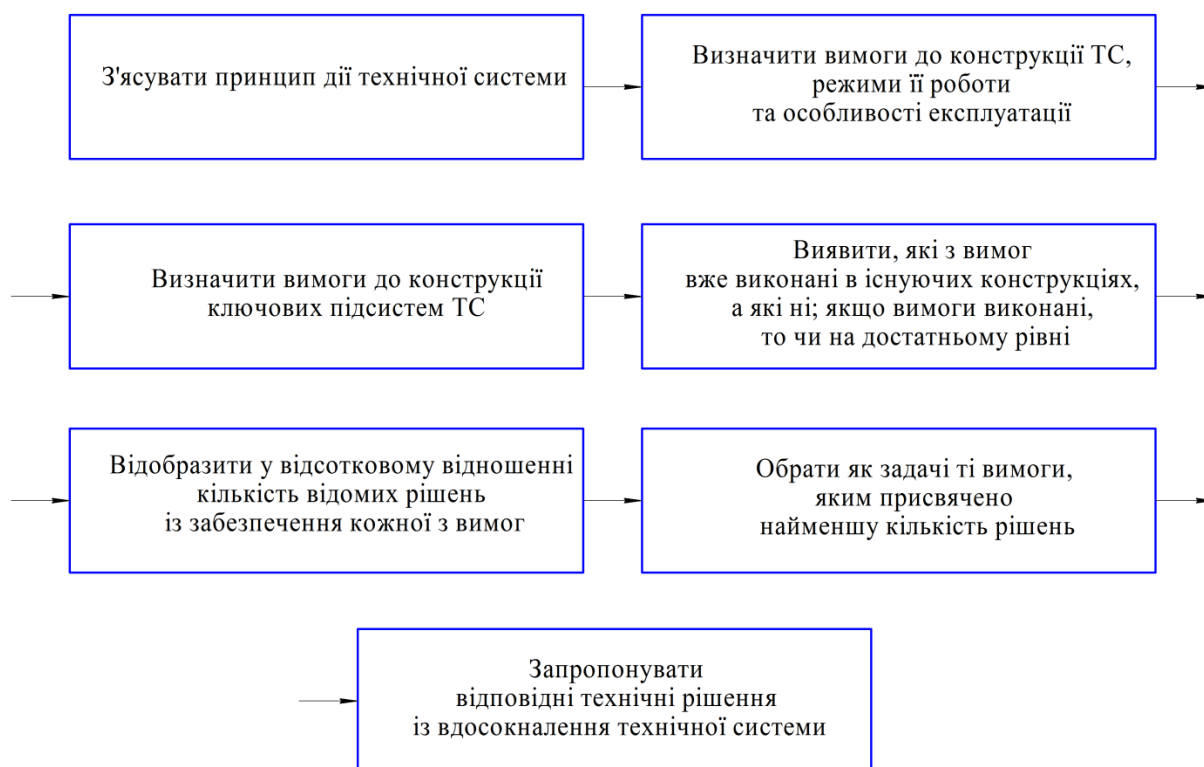 З'ясувати принцип дії технічної системи
Визначити вимоги до конструкції ТС,
режими її роботи
та особливості експлуатації
Визначити вимоги до конструкції
ключових підсистем ТС
Виявити, які з вимог
вже виконані в існуючих конструкціях,
а які ні; якщо вимоги виконані,
то чи на достатньому рівні
Відобразити у відсотковому відношенні
кількість відомих рішень
із забезпечення кожної з вимог
Обрати як задачі ті вимоги,
яким присвячено
найменшу кількість рішень
Запропонувати
відповідні технічні рішення
із вдосокналення технічної системи